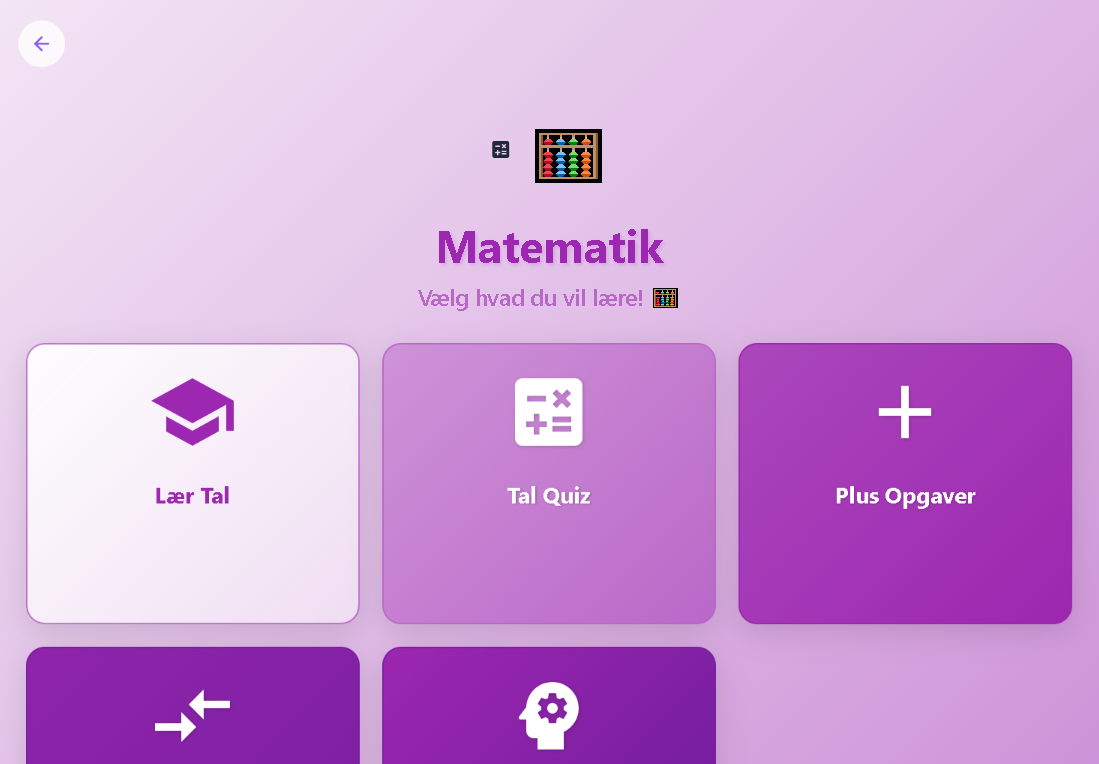 Matematik
Vælg hvad du vil lære! 🧮
Lær Tal
Tal Quiz
Plus Opgaver